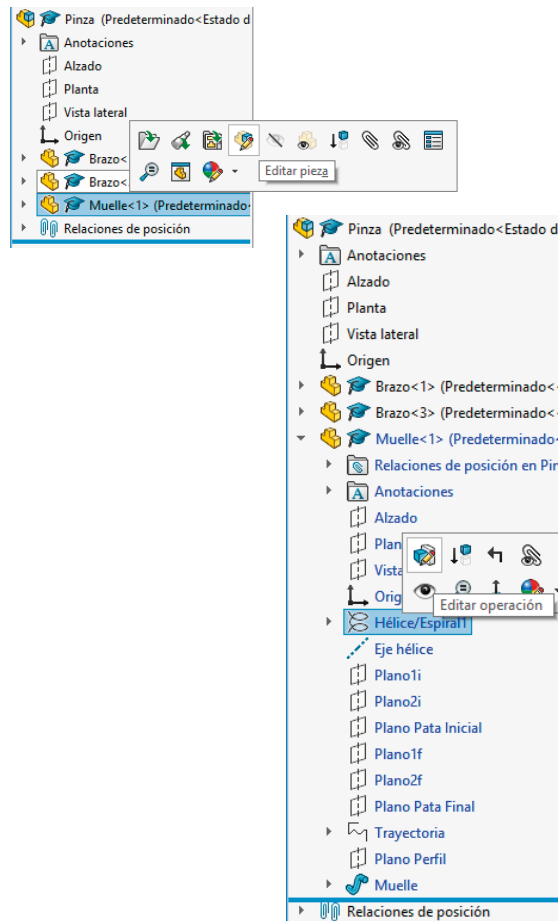 Pinza (Predeterminado<Estado d
Anotaciones
Alzado
Planta
Vista lateral
Origen
Brazo<
Brazo<
Editar pieza
Muelle<1> (Predeterminado
Relaciones de posición
Pinza (Predeterminado<Estado d
Anotaciones
Alzado
Planta
Vista lateral
Origen
Brazo<1> (Predeterminado<
Brazo<3> (Predeterminado<
Muelle<1> (Predeterminado
Relaciones de posición en Pin
Anotaciones
Alzado
Plan
Vista
Orig
Editar operación
Hélice/Espiral1
Eje hélice
Plano1i
Plano2i
Plano Pata Inicial
Plano1f
Plano2f
Plano Pata Final
Trayectoria
Plano Perfil
Muelle
Relaciones de posición